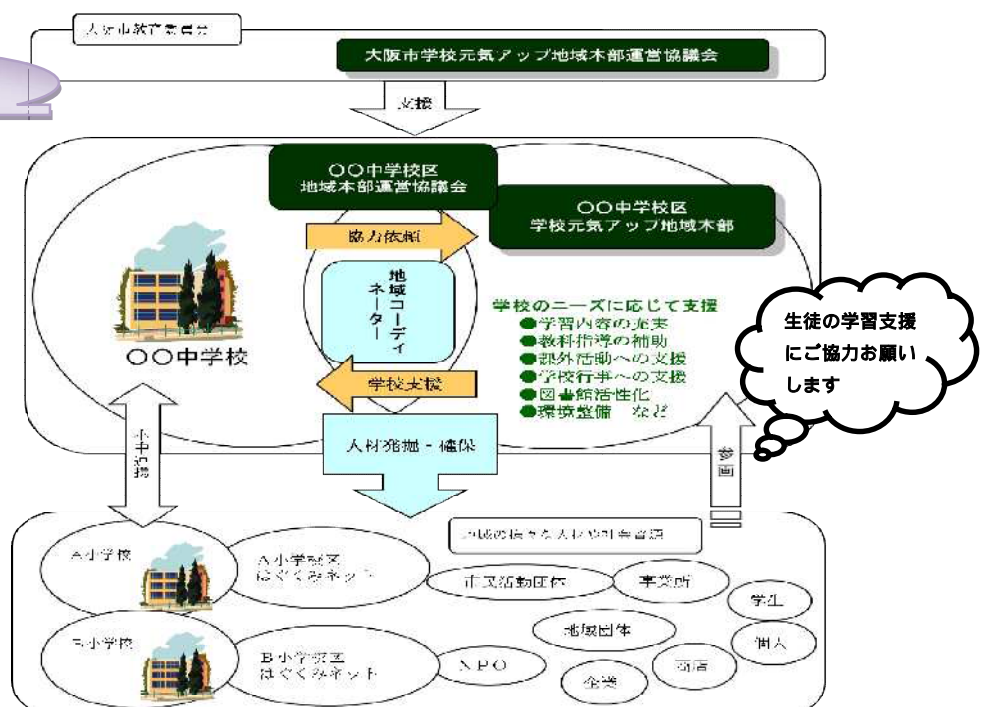 大阪市教育委員会
大阪市学校元気アップ地域本部運営協議会
支援
〇〇中学校区
地域本部運営協議会
〇〇中学校区
学校元気アップ地域本部
協力依頼
地域コーディ
ネーター
〇〇中学校
学校支援
学校のニーズに応じて支援
●学習内容の充実
●教科指導の補助
●課外活動への支援
●学校行事への支援
●図書館活性化
●環境整備 など
生徒の学習支援
にご協力お願い
します
小中連携
人材発掘・確保
参画
地域の様々な人材や社会資源
A小学校
A小学校区
はぐくみネット
市民活動団体
事業所
学生
地域団体
個人
B小学校
B小学校区
はぐくみネット
NPO
企業
商店